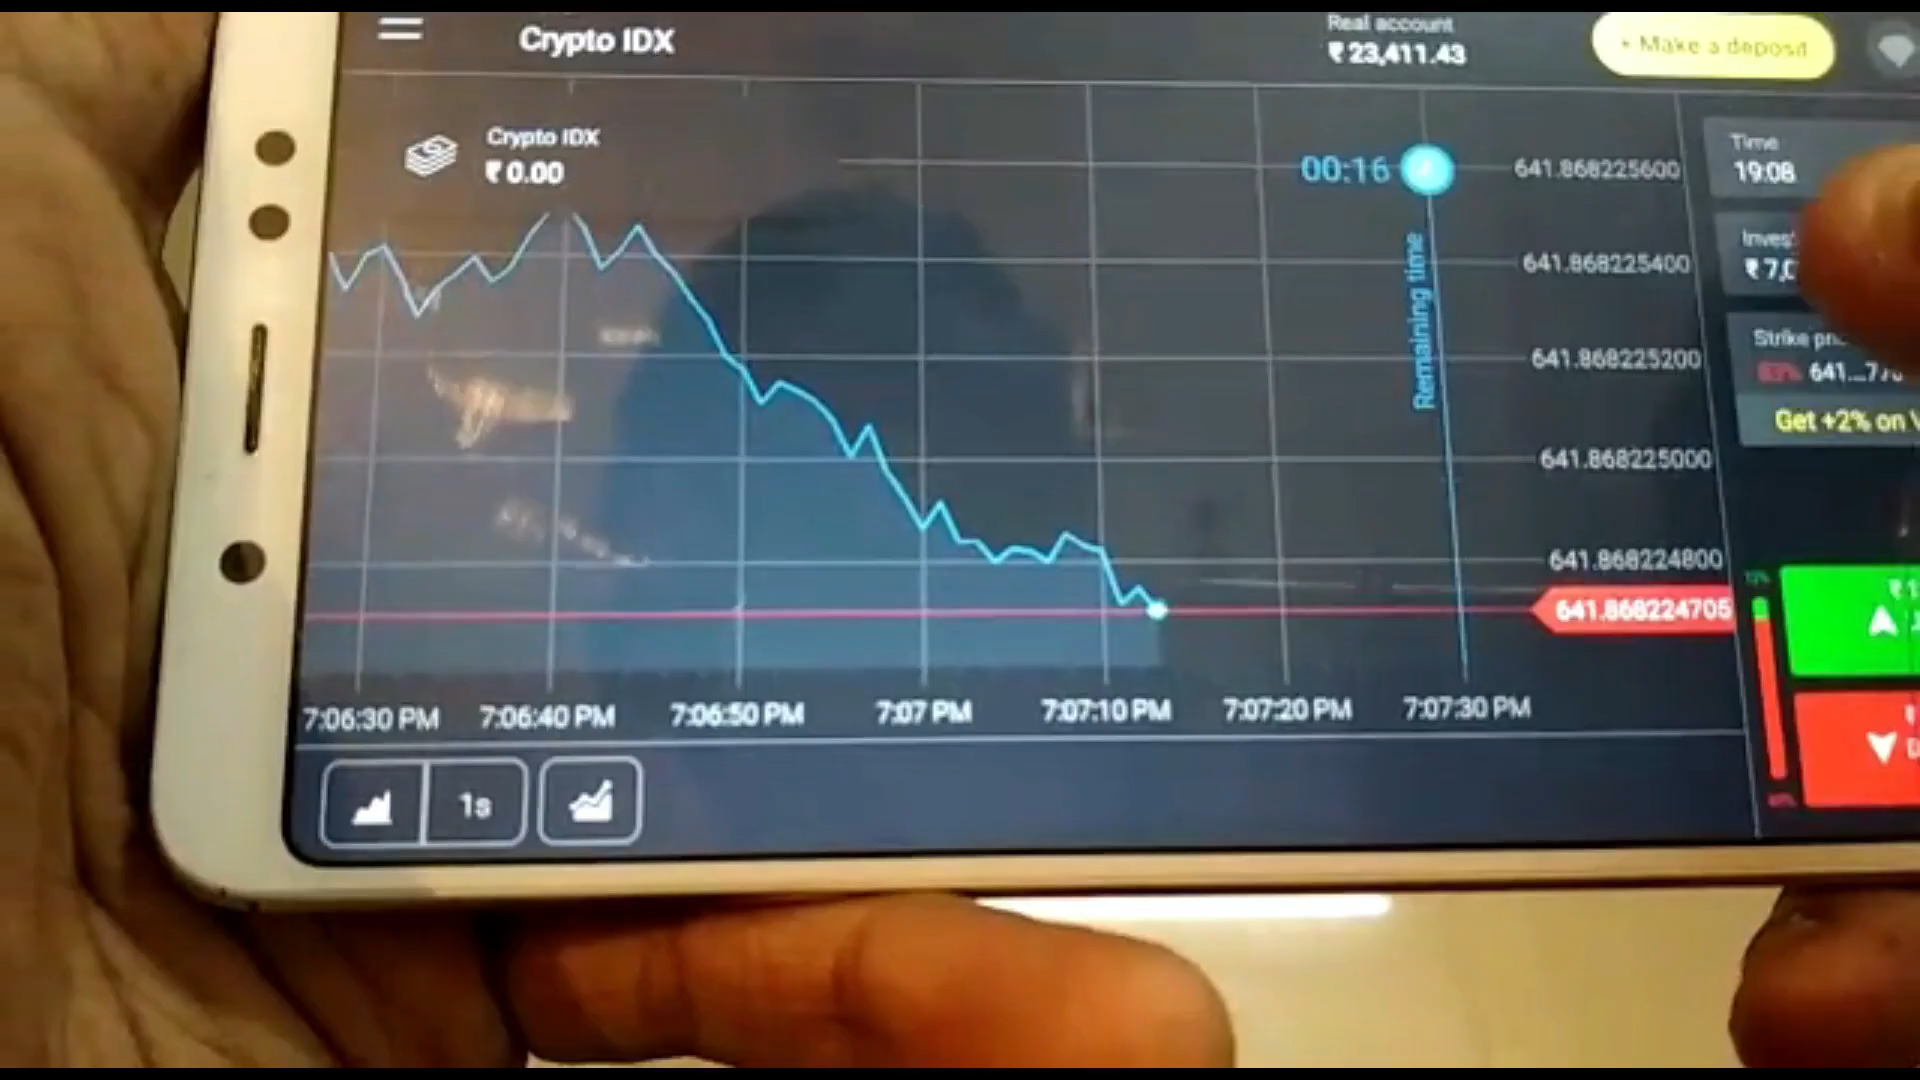 Crypto IDX
Real account
₹ 23,411.43
+ Make a deposit
Crypto IDX
₹ 0.00
00:16
Remaining time
641.868225600
641.868225400
641.868225200
641.868225000
641.868224800
641.868224705
Time
19:08
Strike
Get +2% on
7:06:30 PM
7:06:40 PM
7:06:50 PM
7:07 PM
7:07:10 PM
7:07:20 PM
7:07:30 PM
1s